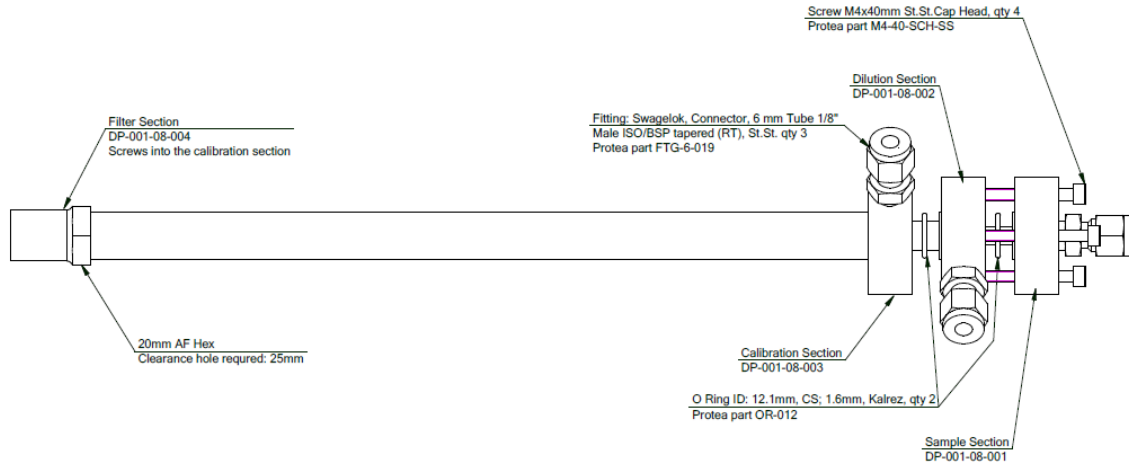 Screw M4x40mm St.St.Cap Head, qty 4
Protea part M4-40-SCH-SS
Dilution Section
DP-001-08-002
Fitting: Swagelok, Connector, 6 mm Tube 1/8"
Male ISO/BSP tapered (RT), St.St. qty 3
Protea part FTG-6-019
Filter Section
DP-001-08-004
Screws into the calibration section
20mm AF Hex
Clearance hole requred: 25mm
Calibration Section
DP-001-08-003
O Ring ID: 12.1mm, CS; 1.6mm, Kalrez, qty 2
Protea part OR-012
Sample Section
DP-001-08-001